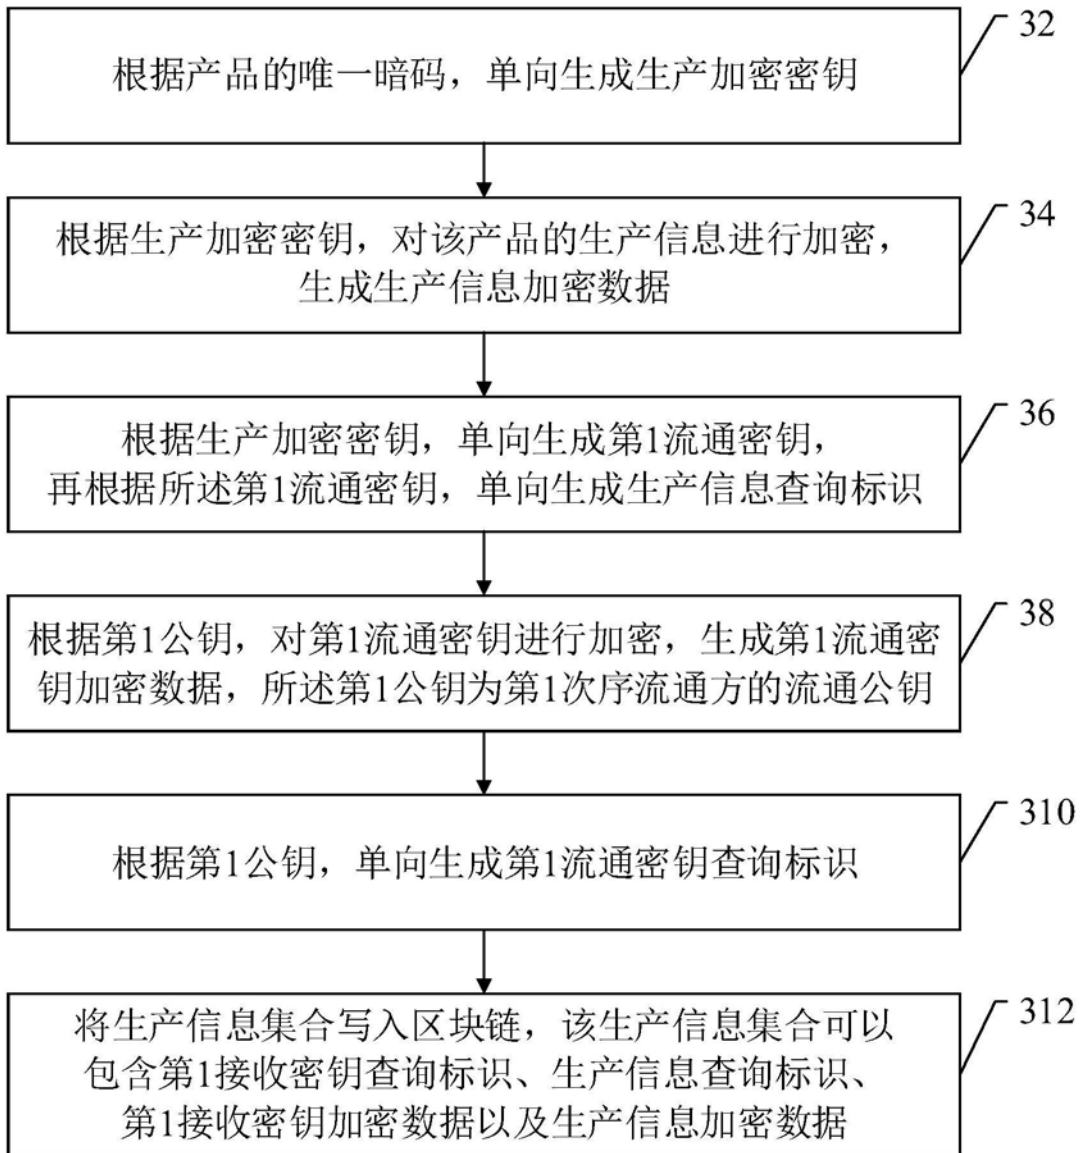 32
根据产品的唯一暗码，单向生成生产加密密钥
34
根据生产加密密钥，对该产品的生产信息进行加密，
生成生产信息加密数据
36
根据生产加密密钥，单向生成第1流通密钥，
再根据所述第1流通密钥，单向生成生产信息查询标识
38
根据第1公钥，对第1流通密钥进行加密，生成第1流通密
钥加密数据，所述第1公钥为第1次序流通方的流通公钥
310
根据第1公钥，单向生成第1流通密钥查询标识
312
将生产信息集合写入区块链，该生产信息集合可以
包含第1接收密钥查询标识、生产信息查询标识、
第1接收密钥加密数据以及生产信息加密数据